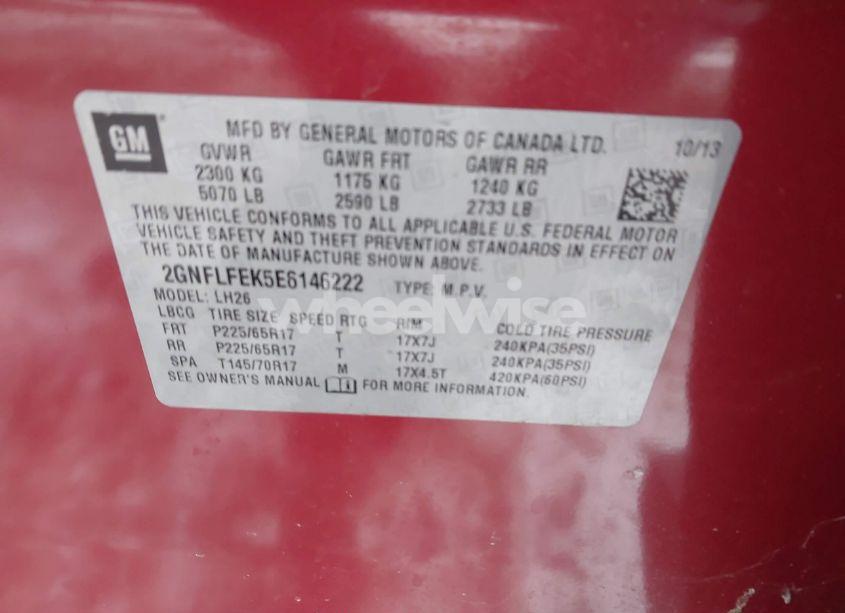 GM
MFD BY GENERAL MOTORS OF CANADA LTD. 10/13
GVWR GAWR FRT GAWR RR
2300 KG 1175 KG 1240 KG
5070 LB 2590 LB 2733 LB
THIS VEHICLE CONFORMS TO ALL APPLICABLE U.S. FEDERAL MOTOR
VEHICLE SAFETY AND THEFT PREVENTION STANDARDS IN EFFECT ON
THE DATE OF MANUFACTURE SHOWN ABOVE.
2GNFLFEK5E6146222 TYPE: M.P.V.
MODEL: LH26
LBCG TIRE SIZE SPEED RTG RIM COLD TIRE PRESSURE
FRT P225/65R17 T 17X7J 240KPA(35PSI)
RR P225/65R17 T 17X7J 240KPA(35PSI)
SPA T145/70R17 M 17X4.5T 420KPA(60PSI)
SEE OWNER'S MANUAL FOR MORE INFORMATION.
wheelwise